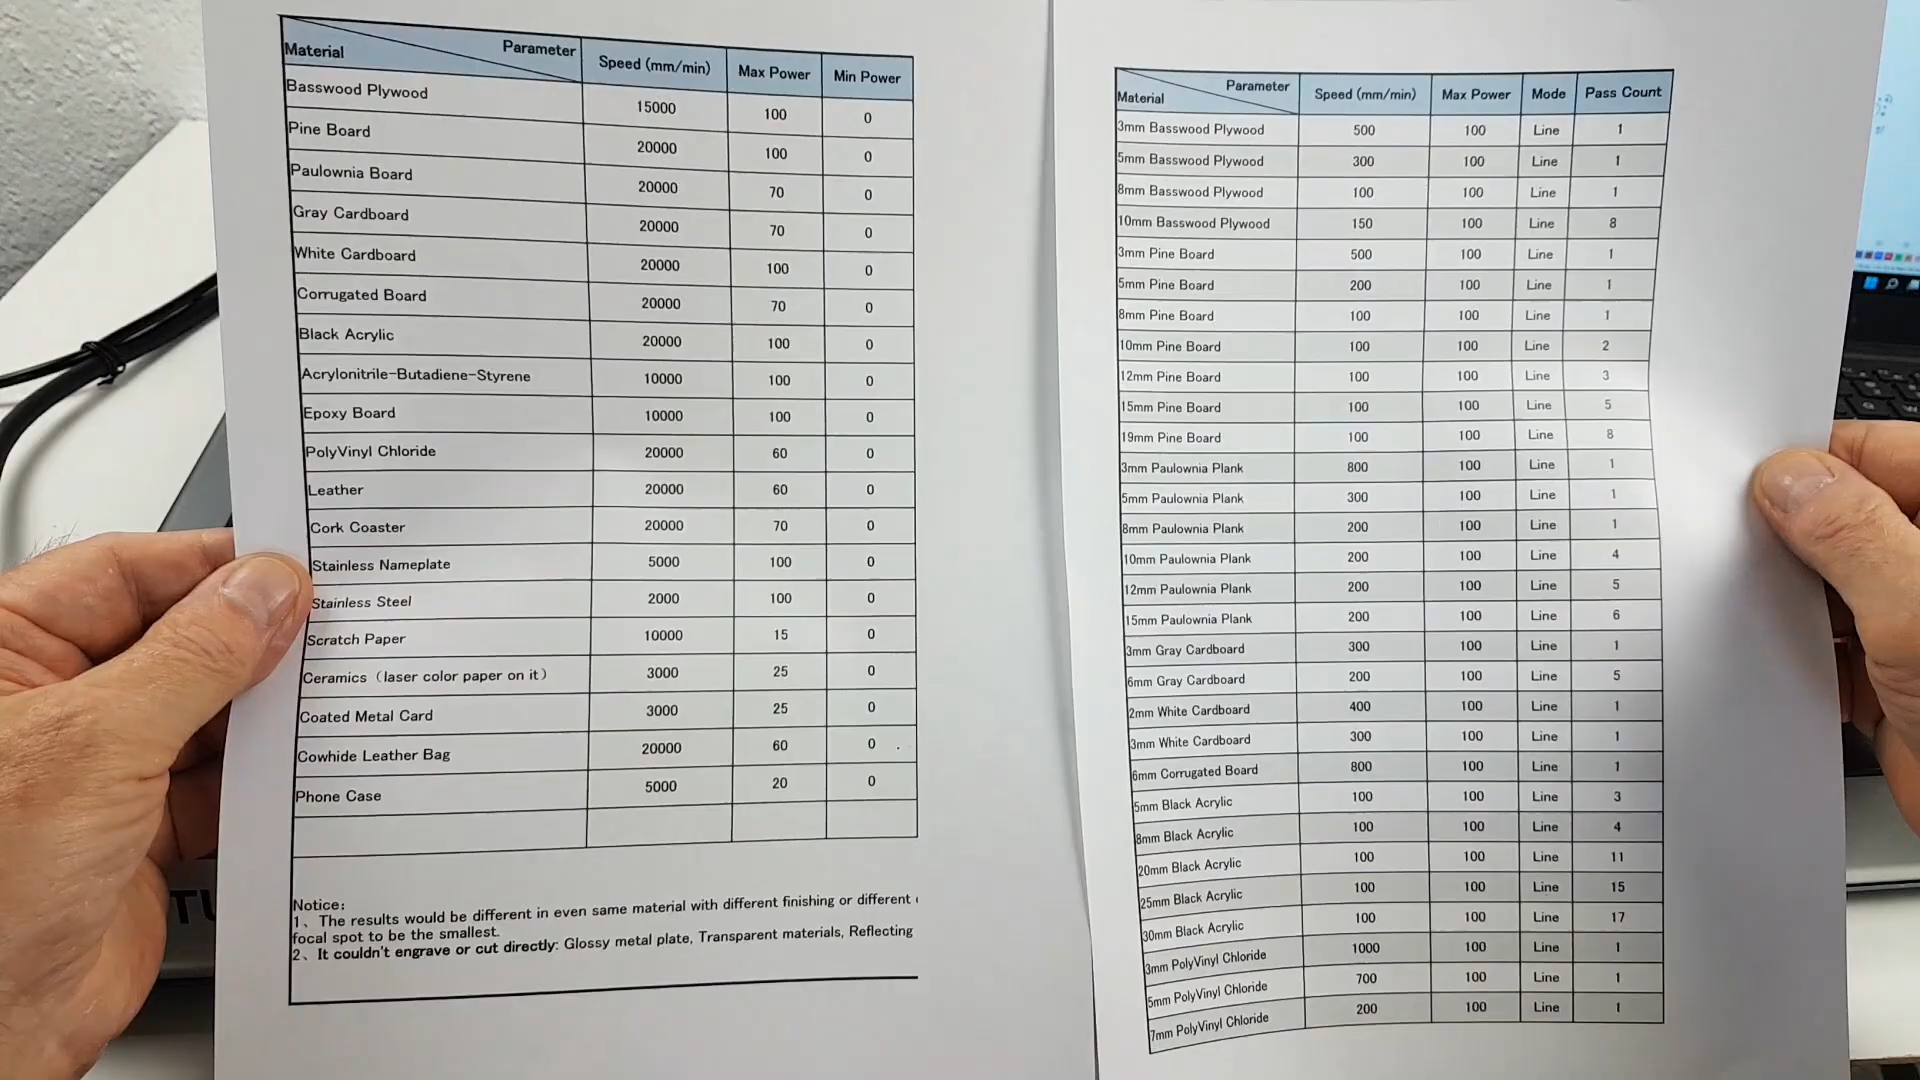 Material Parameter Speed (mm/min) Max Power Min Power
Basswood Plywood 15000 100 0
Pine Board 20000 100 0
Paulownia Board 20000 70 0
Gray Cardboard 20000 70 0
White Cardboard 20000 100 0
Corrugated Board 20000 70 0
Black Acrylic 20000 100 0
Acrylonitrile-Butadiene-Styrene 10000 100 0
Epoxy Board 10000 100 0
PolyVinyl Chloride 20000 60 0
Leather 20000 60 0
Cork Coaster 20000 70 0
Stainless Nameplate 5000 100 0
Stainless Steel 2000 100 0
Scratch Paper 10000 15 0
Ceramics（laser color paper on it） 3000 25 0
Coated Metal Card 3000 25 0
Cowhide Leather Bag 20000 60 0
Phone Case 5000 20 0
Notice:
1、The results would be different in even same material with different finishing or different
focal spot to be the smallest.
2、It couldn't engrave or cut directly: Glossy metal plate, Transparent materials, Reflecting
Material Parameter Speed (mm/min) Max Power Mode Pass Count
3mm Basswood Plywood 500 100 Line 1
5mm Basswood Plywood 300 100 Line 1
8mm Basswood Plywood 100 100 Line 1
10mm Basswood Plywood 150 100 Line 8
3mm Pine Board 500 100 Line 1
5mm Pine Board 200 100 Line 1
8mm Pine Board 100 100 Line 1
10mm Pine Board 100 100 Line 2
12mm Pine Board 100 100 Line 3
15mm Pine Board 100 100 Line 5
19mm Pine Board 100 100 Line 8
3mm Paulownia Plank 800 100 Line 1
5mm Paulownia Plank 300 100 Line 1
8mm Paulownia Plank 200 100 Line 1
10mm Paulownia Plank 200 100 Line 4
12mm Paulownia Plank 200 100 Line 5
15mm Paulownia Plank 200 100 Line 6
3mm Gray Cardboard 300 100 Line 1
6mm Gray Cardboard 200 100 Line 5
2mm White Cardboard 400 100 Line 1
3mm White Cardboard 300 100 Line 1
6mm Corrugated Board 800 100 Line 1
5mm Black Acrylic 100 100 Line 3
8mm Black Acrylic 100 100 Line 4
20mm Black Acrylic 100 100 Line 11
25mm Black Acrylic 100 100 Line 15
30mm Black Acrylic 100 100 Line 17
3mm PolyVinyl Chloride 1000 100 Line 1
5mm PolyVinyl Chloride 700 100 Line 1
7mm PolyVinyl Chloride 200 100 Line 1